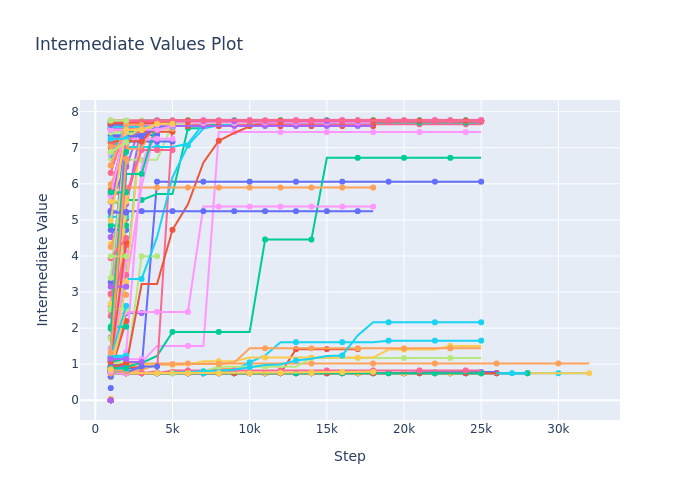 Intermediate Values Plot
8
7
6
5
4
3
2
1
0
Intermediate Value
0 5k 10k 15k 20k 25k 30k
Step